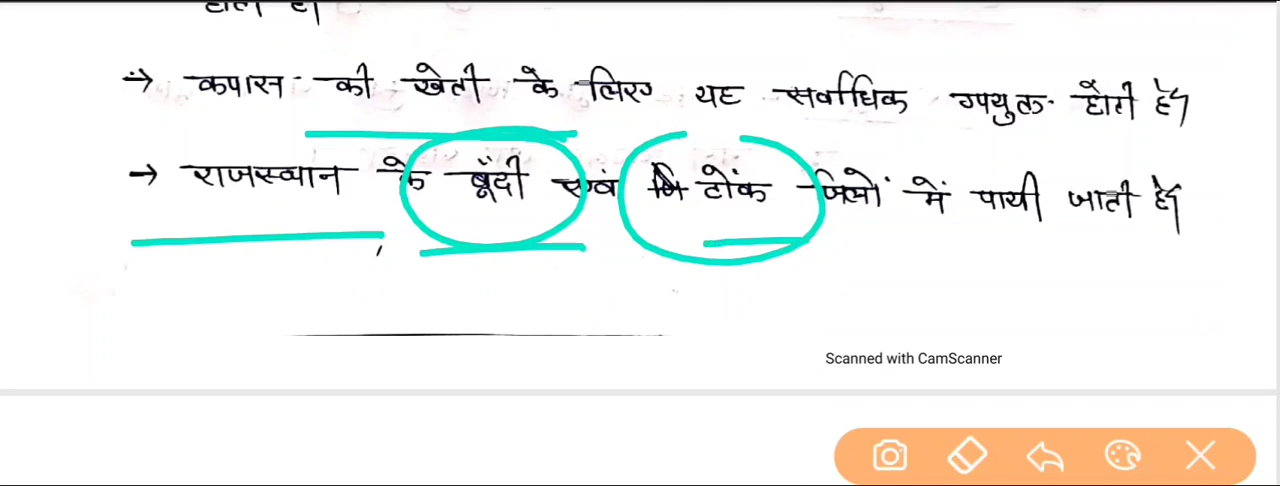 होती है।
→ कपास की खेती के लिए यह सर्वाधिक उपयुक्त होती है।
→ राजस्थान के बूँदी एवं टोंक जिलों में पायी जाती है।
Scanned with CamScanner